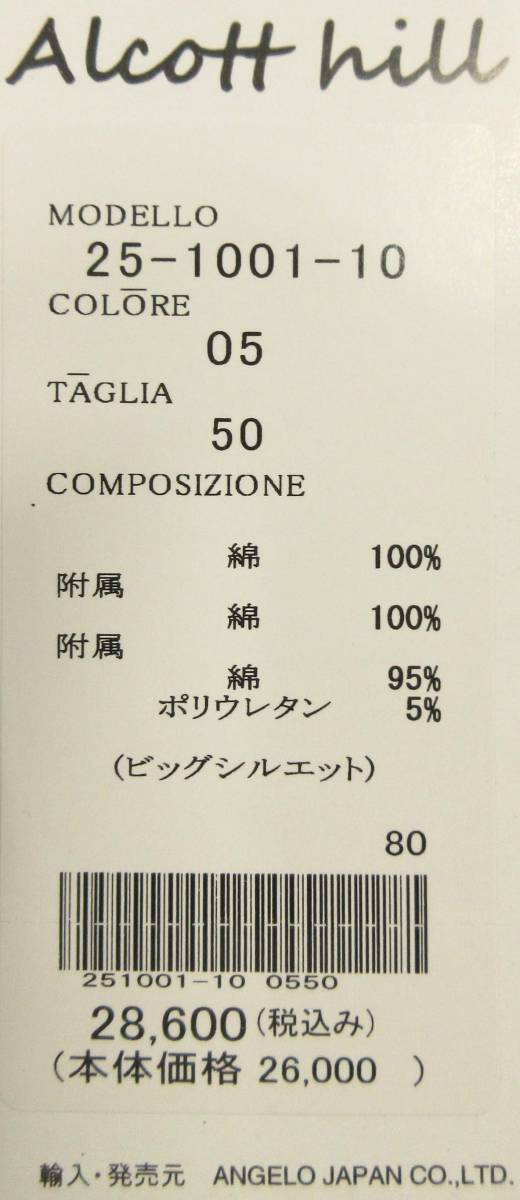 Alcott hill
MODELLO
25-1001-10
COLORE
05
TAGLIA
50
COMPOSIZIONE
綿 100%
附属
綿 100%
附属
綿 95%
ポリウレタン 5%
(ビッグシルエット)
80
251001-10 0550
28,600(税込み)
(本体価格 26,000 )
輸入・発売元 ANGELO JAPAN CO.,LTD.